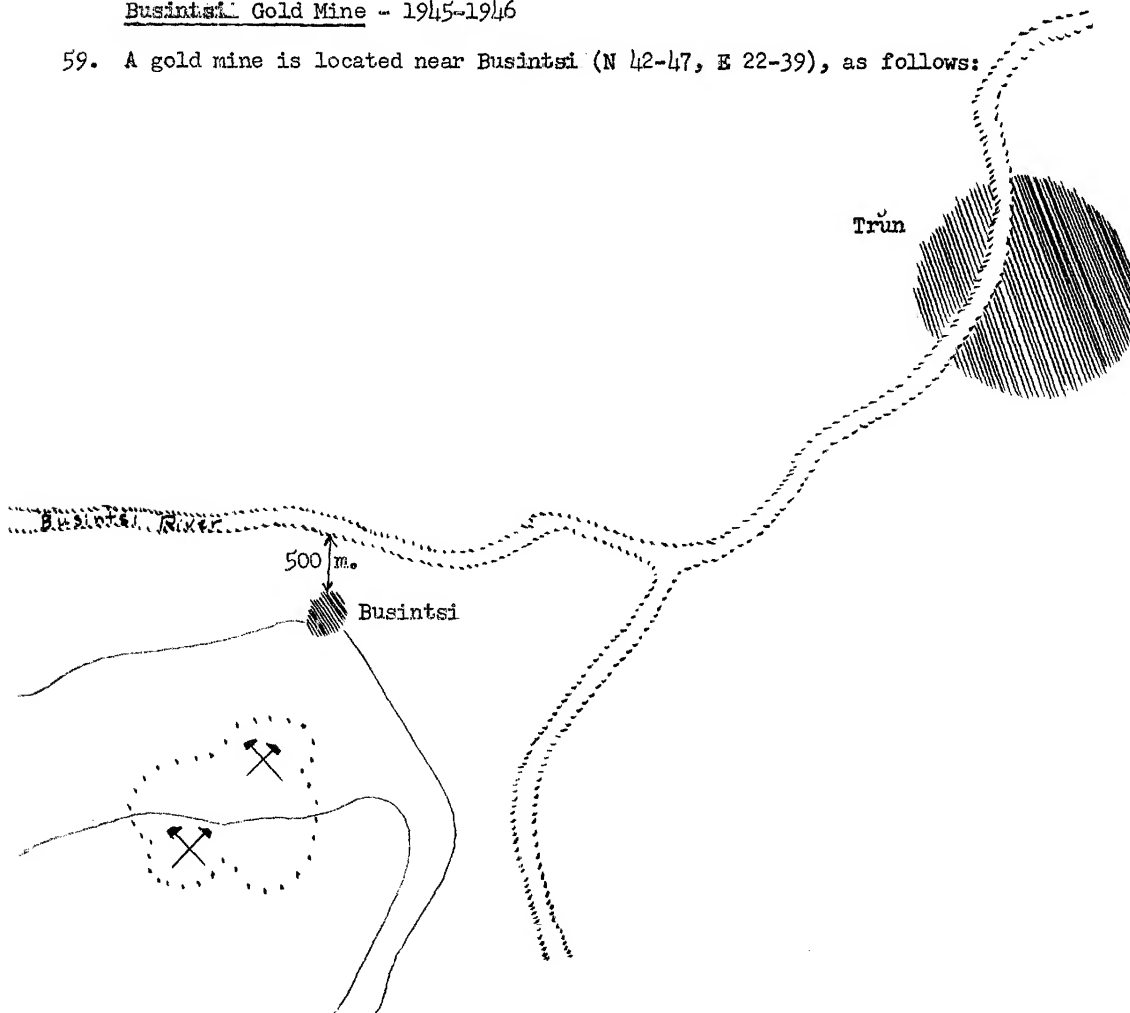 Busintsi Gold Mine - 1945-1946
59. A gold mine is located near Busintsi (N 42-47, E 22-39), as follows:
Trŭn
Busintsi River
500 m.
Busintsi